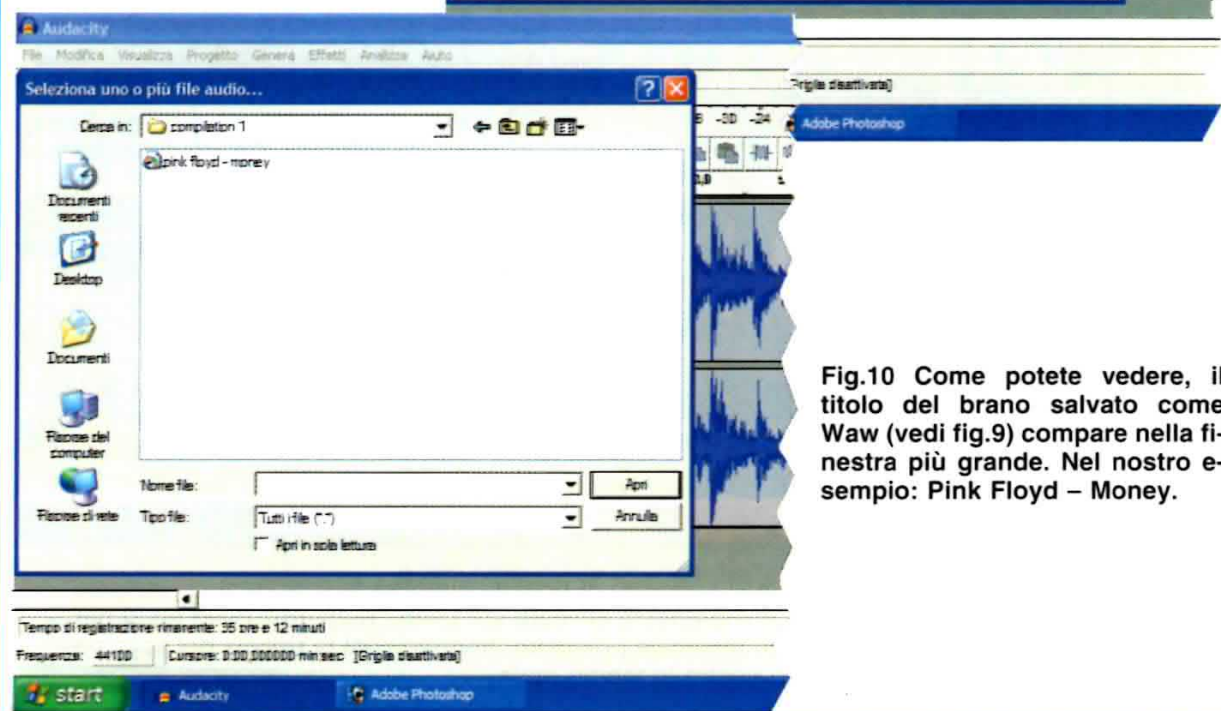 Audacity
File Modifica Visualizza Progetto Genera Effetti Analizza Aiuto
Seleziona uno o più file audio...
Cerca in: compilation 1
pink floyd - money
Documenti recenti
Desktop
Documenti
Risorse del computer
Risorse di rete
Nome file:
Apri
Tipo file: Tutti i file (*.*)
Annulla
Apri in sola lettura
-30 -24
Griglia disattivata]
Adobe Photoshop
Tempo di registrazione rimanente: 35 ore e 12 minuti
Frequenza: 44100 Cursore: 0:00,000000 min:sec [Griglia disattivata]
start Audacity Adobe Photoshop
Fig.10 Come potete vedere, il
titolo del brano salvato come
Waw (vedi fig.9) compare nella fi-
nestra più grande. Nel nostro e-
sempio: Pink Floyd – Money.